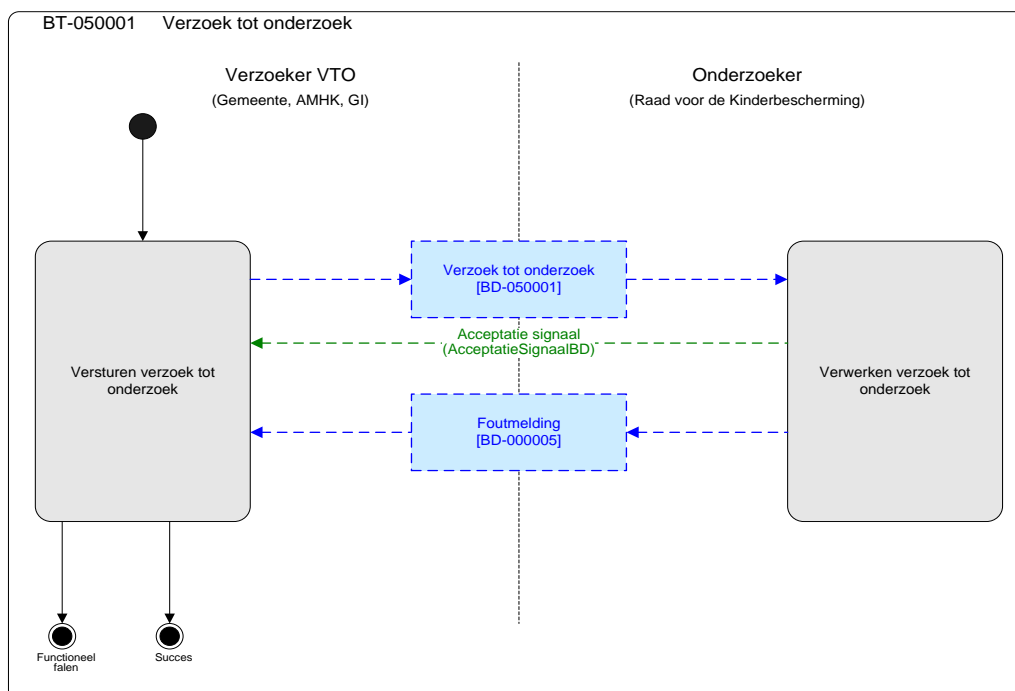 BT-050001 Verzoek tot onderzoek
Verzoeker VTO
(Gemeente, AMHK, GI)
Onderzoeker
(Raad voor de Kinderbescherming)
Verzoek tot onderzoek
[BD-050001]
Acceptatie signaal
(AcceptatieSignaalBD)
Versturen verzoek tot
onderzoek
Verwerken verzoek tot
onderzoek
Foutmelding
[BD-000005]
Functioneel
falen
Succes